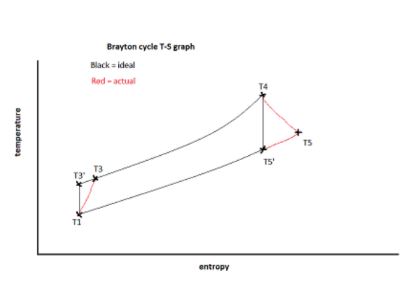 Brayton cycle T-S graph
Black = ideal
Red = actual
T4
temperature
T5
T5'
T3
T3'
T1
entropy